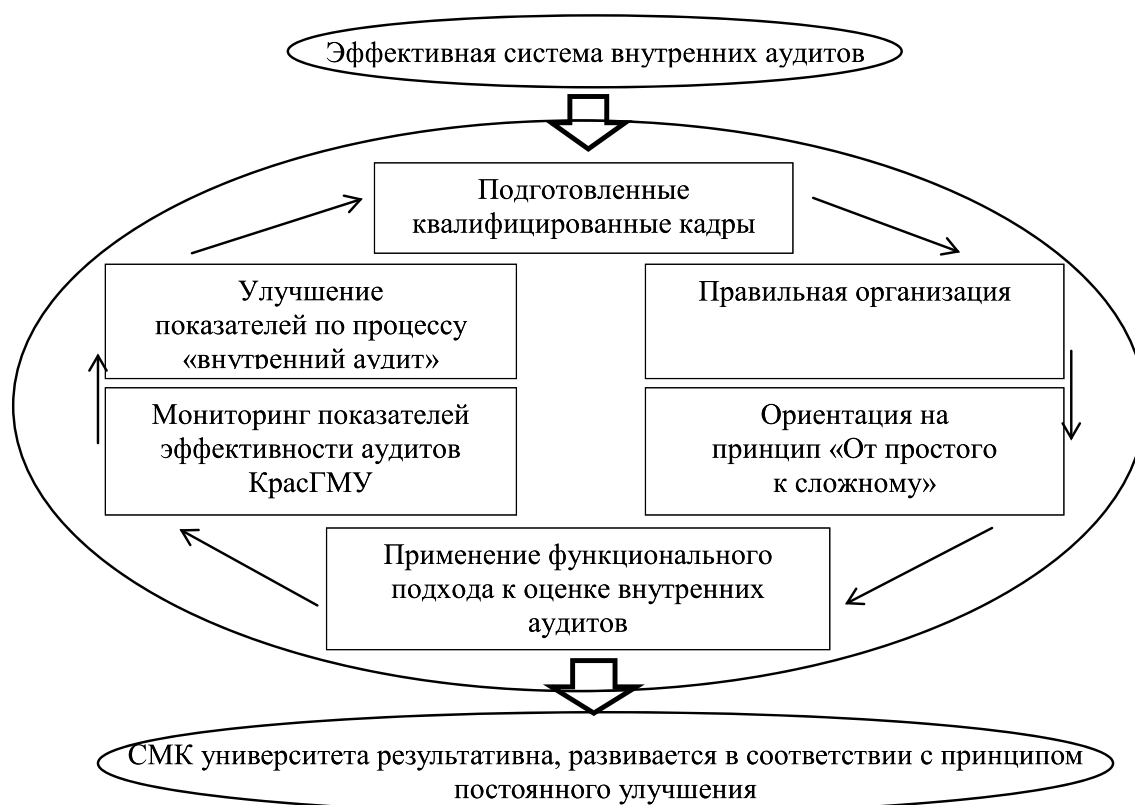 Эффективная система внутренних аудитов
Подготовленные
квалифицированные кадры
Улучшение
показателей по процессу
«внутренний аудит»
Правильная организация
Мониторинг показателей
эффективности аудитов
КрасГМУ
Ориентация на
принцип «От простого
к сложному»
Применение функционального
подхода к оценке внутренних
аудитов
СМК университета результативна, развивается в соответствии с принципом
постоянного улучшения